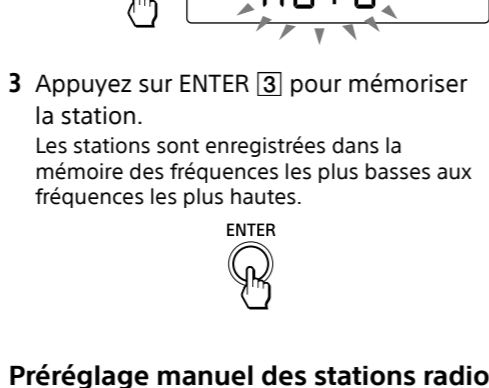 3 Appuyez sur ENTER 3 pour mémoriser
la station.
Les stations sont enregistrées dans la
mémoire des fréquences les plus basses aux
fréquences les plus hautes.
ENTER
Préréglage manuel des stations radio